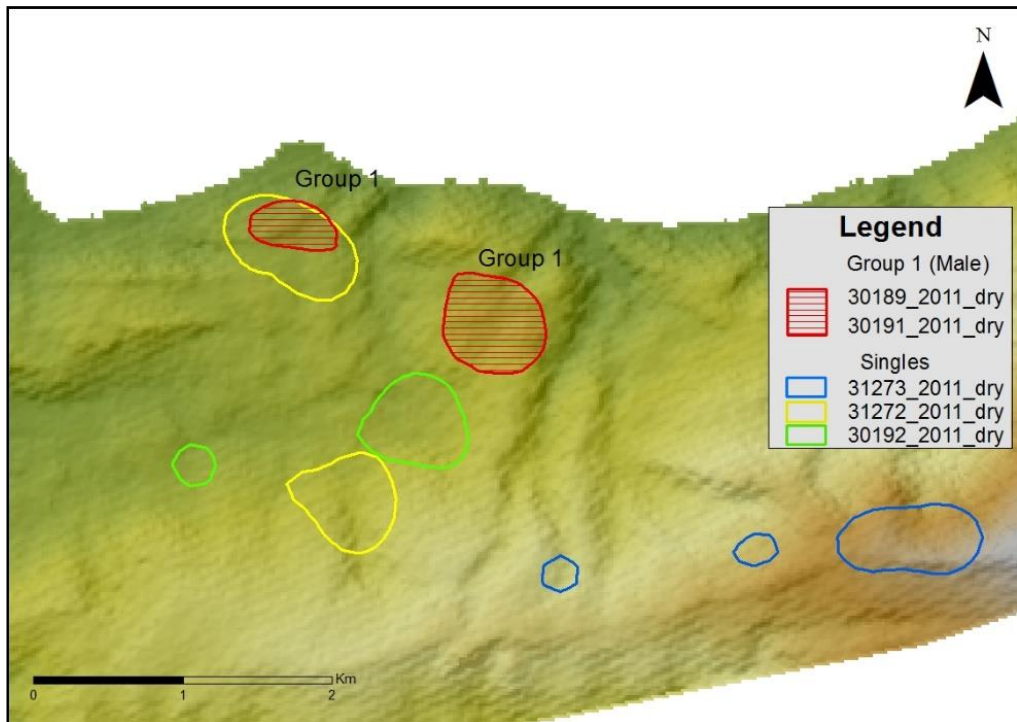 N
Group 1
Group 1
Legend
Group 1 (Male)
30189_2011_dry
30191_2011_dry
Singles
31273_2011_dry
31272_2011_dry
30192_2011_dry
Km
0 1 2